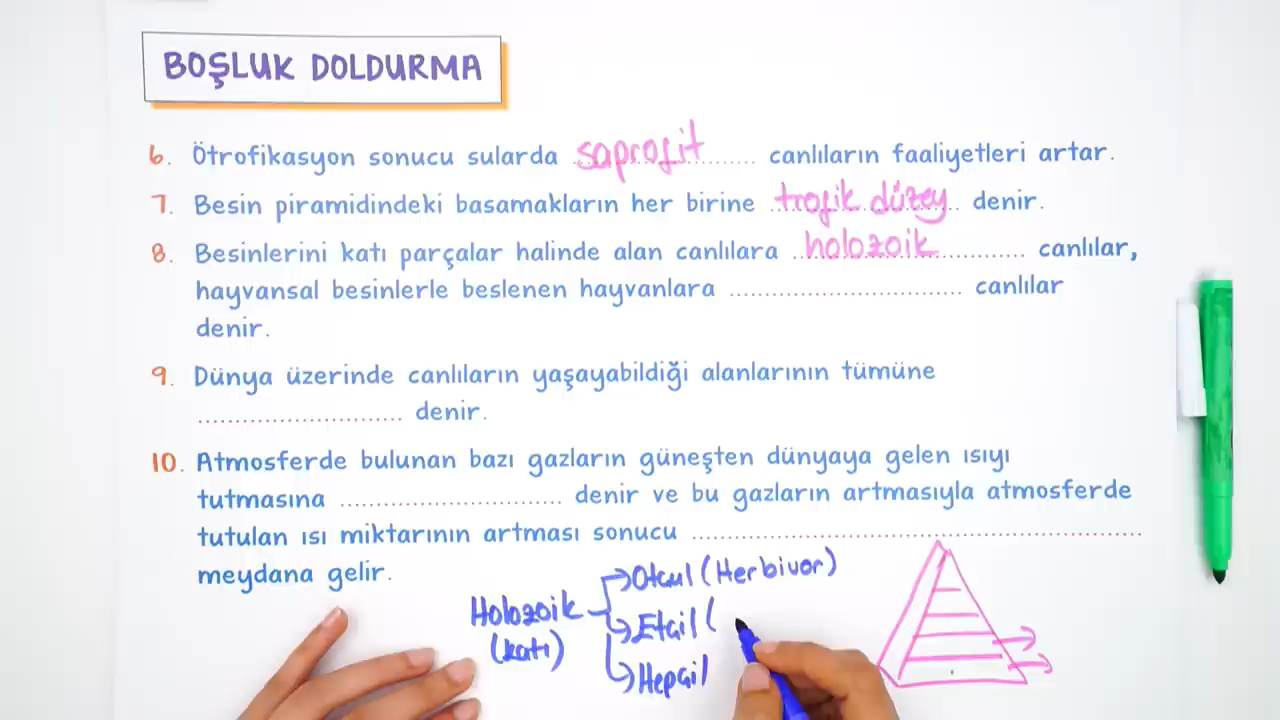 BOŞLUK DOLDURMA
6. Ötrofikasyon sonucu sularda saprofit canlıların faaliyetleri artar.
7. Besin piramidindeki basamakların her birine trofik düzey denir.
8. Besinlerini katı parçalar halinde alan canlılara holozoik canlılar,
hayvansal besinlerle beslenen hayvanlara .............................. canlılar
denir.
9. Dünya üzerinde canlıların yaşayabildiği alanlarının tümüne
.......................... denir.
10. Atmosferde bulunan bazı gazların güneşten dünyaya gelen ısıyı
tutmasına ............................ denir ve bu gazların artmasıyla atmosferde
tutulan ısı miktarının artması sonucu ..........................................................
meydana gelir.
Holozoik
(katı)
Otçul (Herbivor)
Etçil (
Hepçil